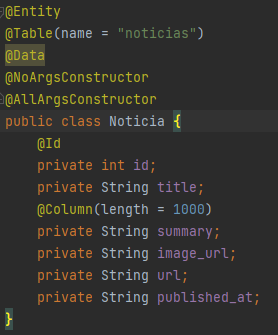 @Entity
@Table(name = "noticias")
@Data
@NoArgsConstructor
@AllArgsConstructor
public class Noticia {
    @Id
    private int id;
    private String title;
    @Column(length = 1000)
    private String summary;
    private String image_url;
    private String url;
    private String published_at;
}